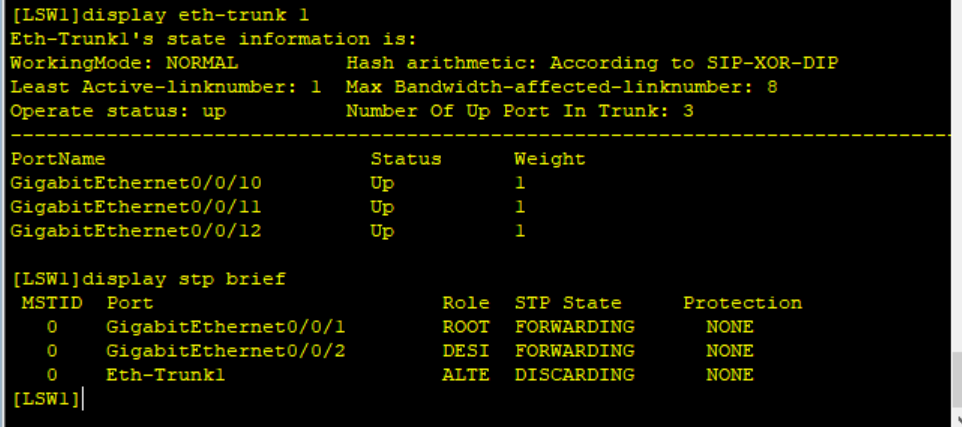 [LSW1]display eth-trunk 1
Eth-Trunk1's state information is:
WorkingMode: NORMAL         Hash arithmetic: According to SIP-XOR-DIP
Least Active-linknumber: 1  Max Bandwidth-affected-linknumber: 8
Operate status: up          Number Of Up Port In Trunk: 3
--------------------------------------------------------------------------------
PortName                      Status      Weight
GigabitEthernet0/0/10         Up          1
GigabitEthernet0/0/11         Up          1
GigabitEthernet0/0/12         Up          1
[LSW1]display stp brief
 MSTID  Port                        Role  STP State     Protection
   0    GigabitEthernet0/0/1        ROOT  FORWARDING      NONE
   0    GigabitEthernet0/0/2        DESI  FORWARDING      NONE
   0    Eth-Trunk1                  ALTE  DISCARDING      NONE
[LSW1]